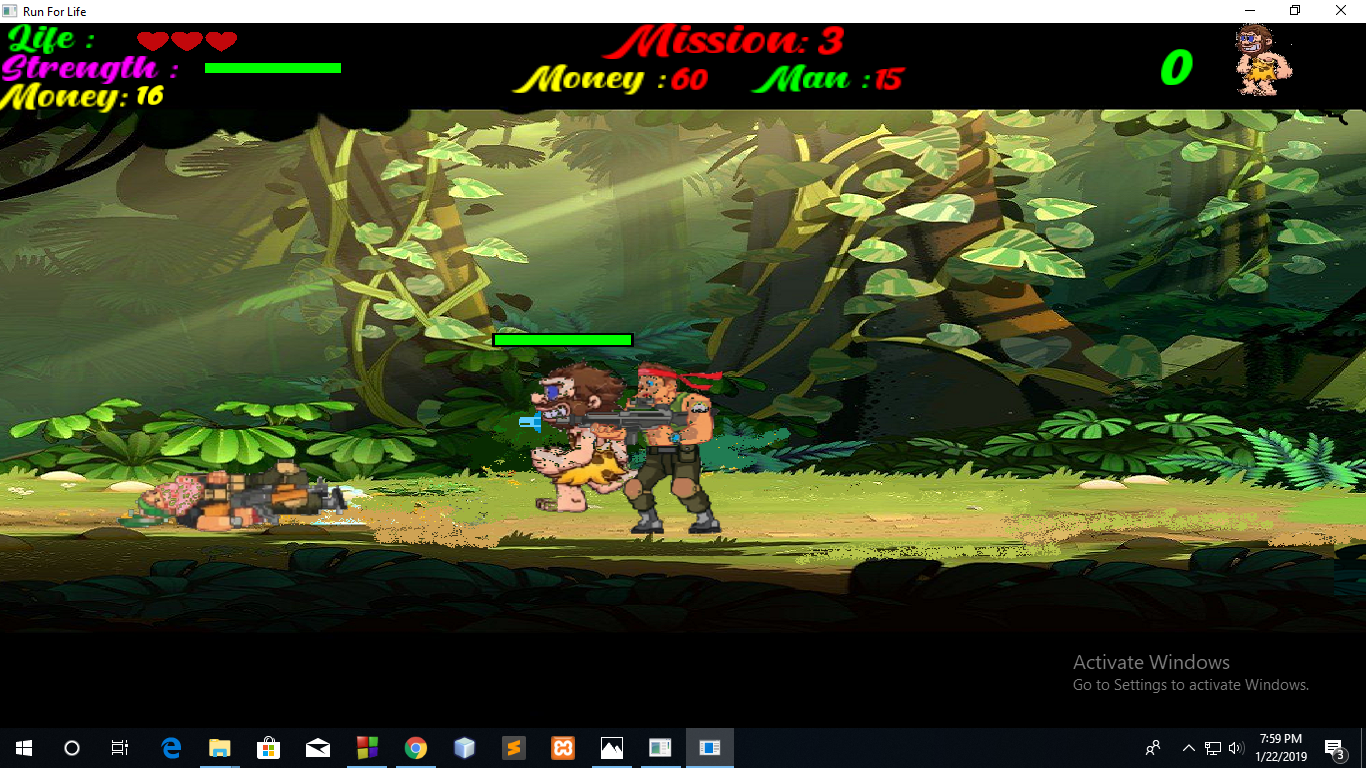 Run For Life
Life :
Mission: 3
Strength :
Money : 60 Man : 15
0
Money: 16
Activate Windows
Go to Settings to activate Windows.
7:59 PM
1/22/2019
3